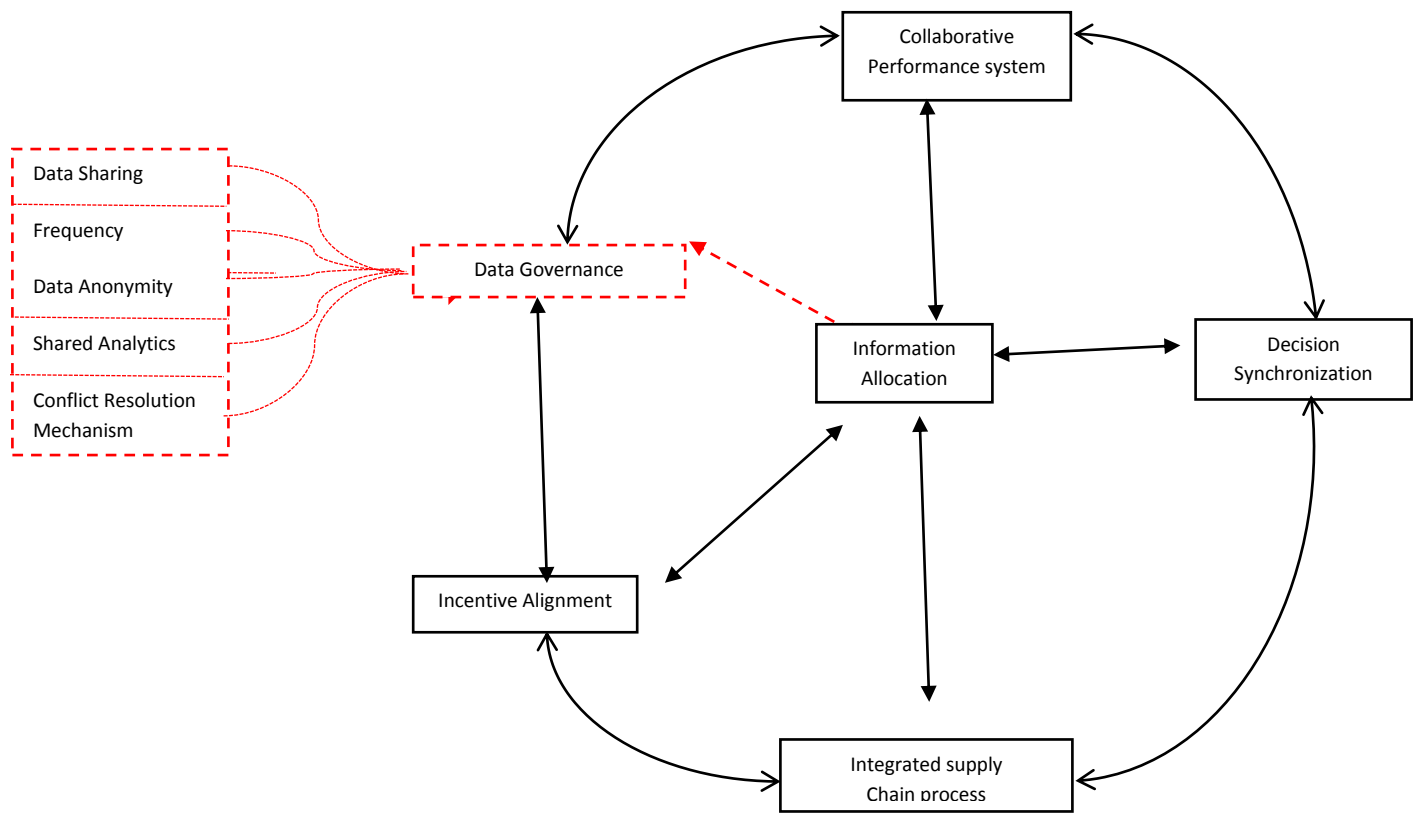 Collaborative
Performance system
Data Sharing
Frequency
Data Anonymity
Shared Analytics
Conflict Resolution
Mechanism
Data Governance
Information
Allocation
Decision
Synchronization
Incentive Alignment
Integrated supply
Chain process